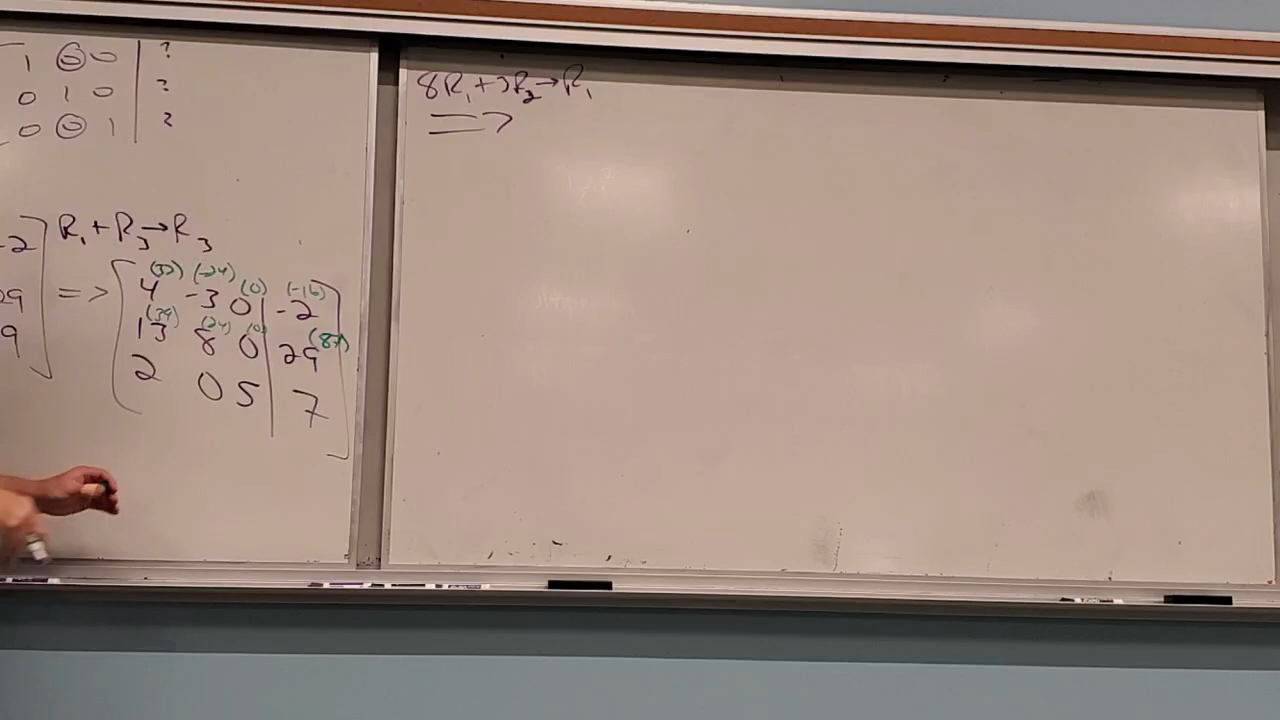 1 0 0 | ?
0 1 0 | ?
0 0 1 | ?
-2
29
9
R₁ + R₃ → R₃
=>
(32) (-24) (0) (-16)
4 -3 0 | -2
(39) (24) (0) (87)
13 8 0 | 29
2 0 5 | 7
8R₁ + 3R₂ → R₁
=>